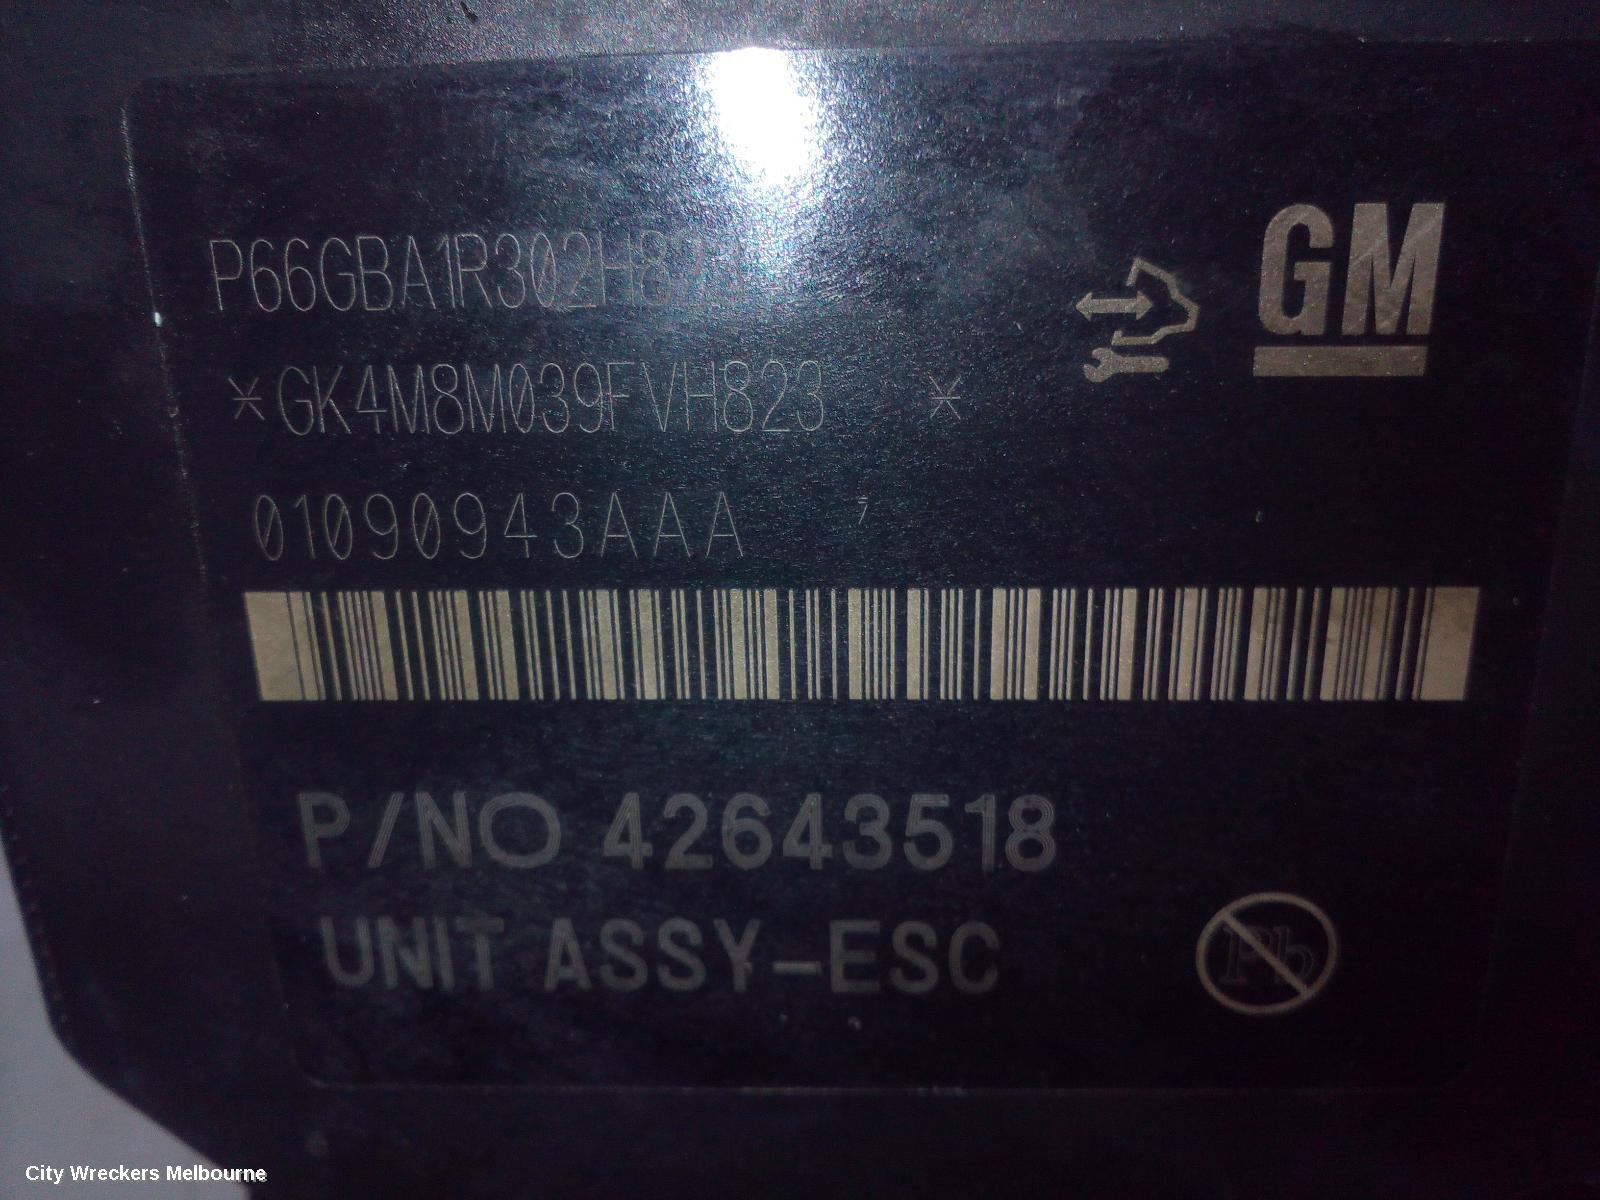 GM
*GK4M8M039FVH823 *
01090943AAA
P/NO 42643518
UNIT ASSY-ESC
Pb
City Wreckers Melbourne